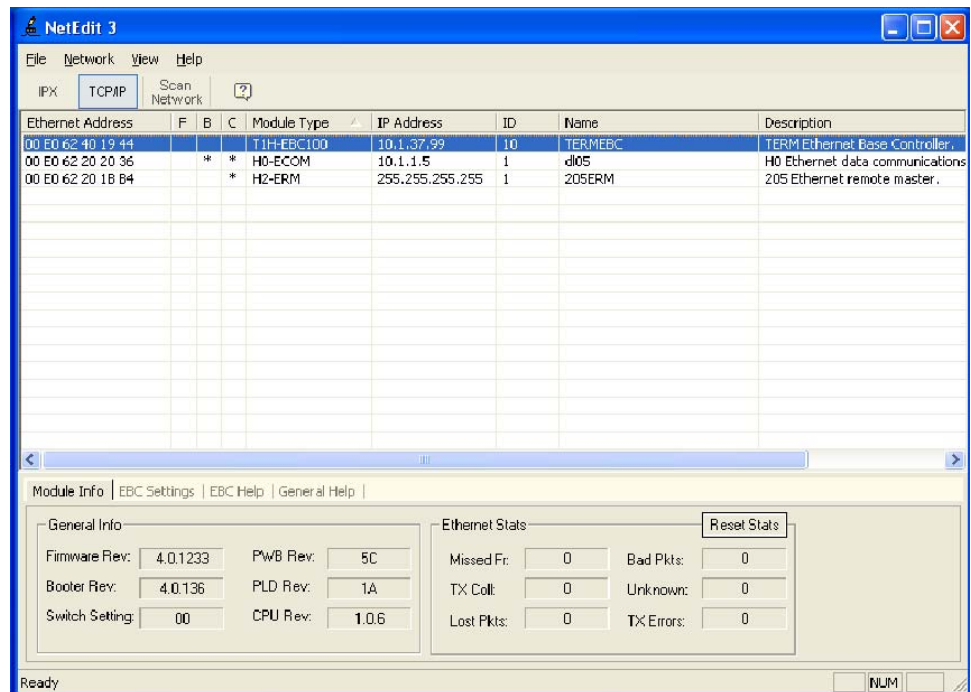 NetEdit 3
File Network View Help
IPX TCP/IP Scan Network
Ethernet Address F B C Module Type IP Address ID Name Description
00 E0 62 40 19 44 T1H-EBC100 10.1.37.99 10 TERMEBC TERM Ethernet Base Controller.
00 E0 62 20 20 36 * * H0-ECOM 10.1.1.5 1 dl05 H0 Ethernet data communications
00 E0 62 20 1B B4 * H2-ERM 255.255.255.255 1 205ERM 205 Ethernet remote master.
Module Info | EBC Settings | EBC Help | General Help |
General Info Ethernet Stats Reset Stats
Firmware Rev: 4.0.1233 PWB Rev: 5C Missed Fr: 0 Bad Pkts: 0
Booter Rev: 4.0.136 PLD Rev: 1A TX Coll: 0 Unknown: 0
Switch Setting: 00 CPU Rev: 1.0.6 Lost Pkts: 0 TX Errors: 0
Ready NUM